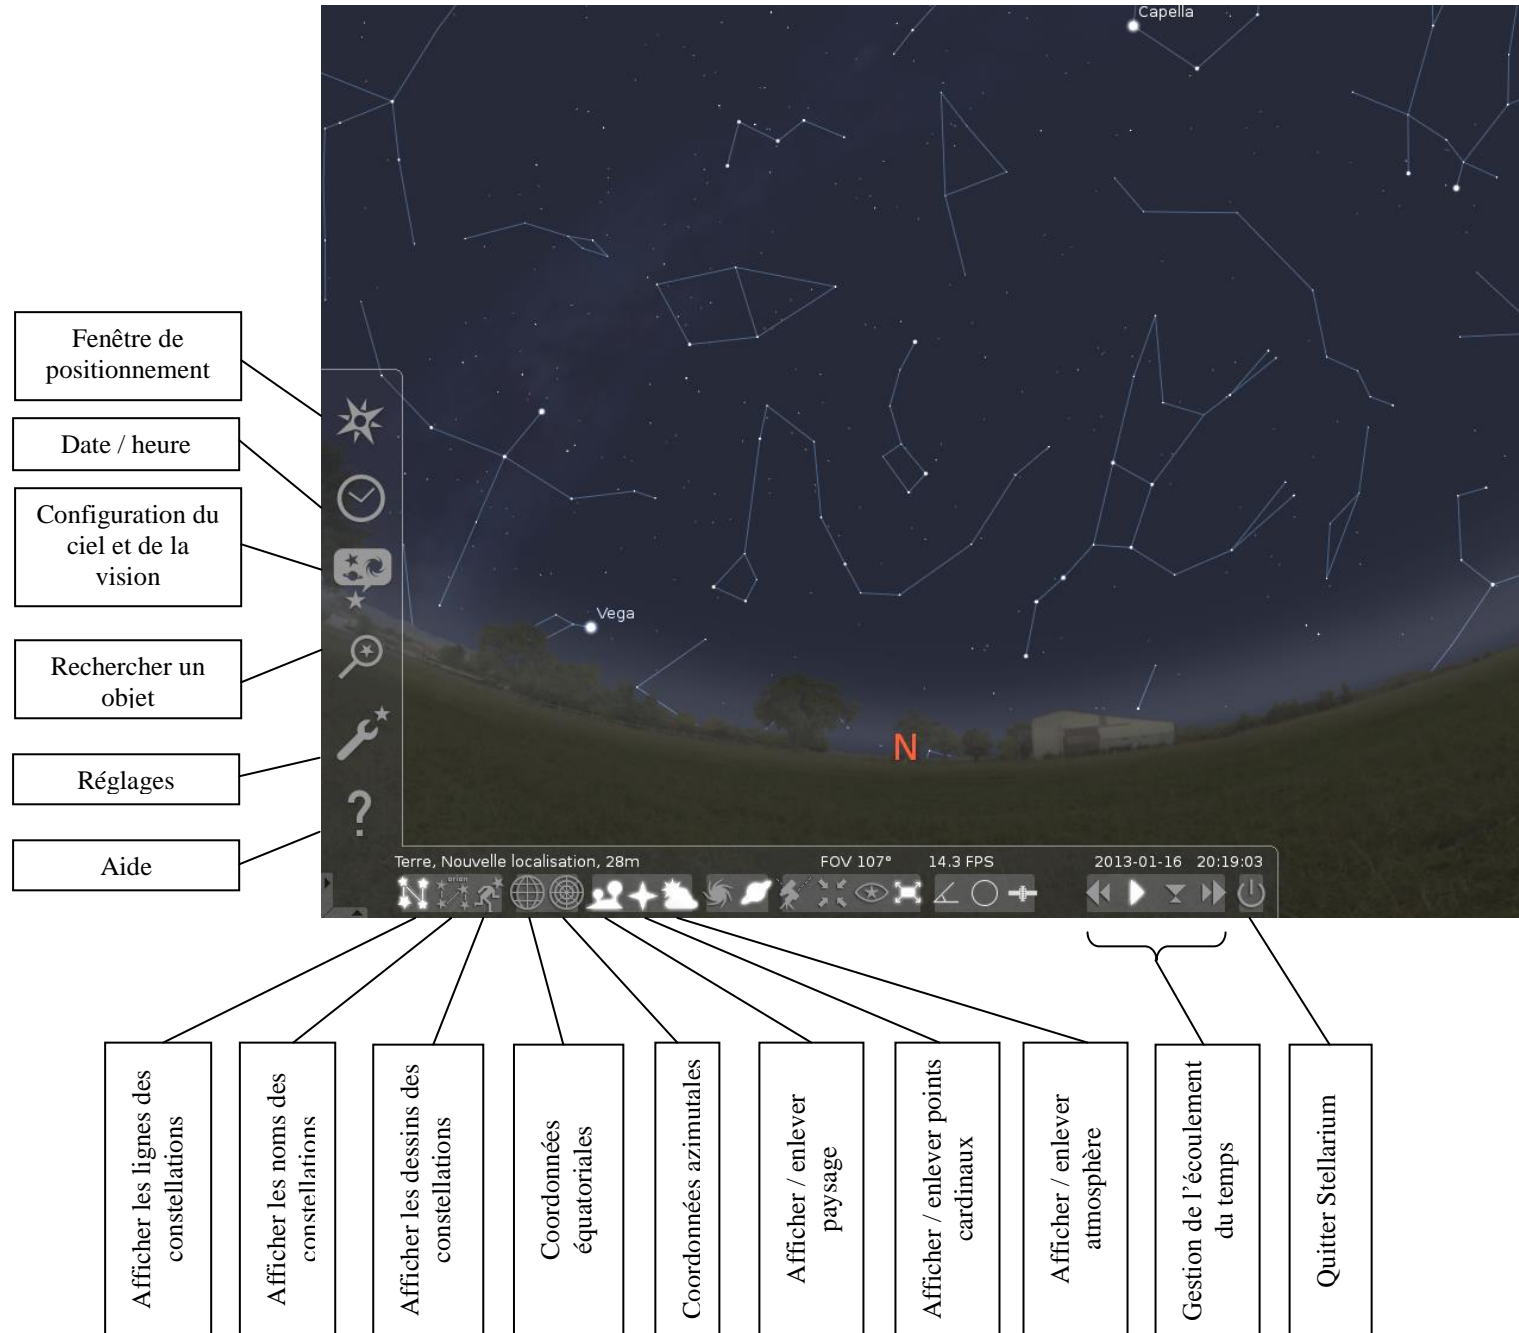 Capella
Fenêtre de
positionnement
Date / heure
Configuration du
ciel et de la
vision
Rechercher un
objet
Réglages
Aide
Vega
N
Terre, Nouvelle localisation, 28m
FOV 107°
14.3 FPS
2013-01-16 20:19:03
orion
Afficher les lignes des
constellations
Afficher les noms des
constellations
Afficher les dessins des
constellations
Coordonnées
équatoriales
Coordonnées azimutales
Afficher / enlever
paysage
Afficher / enlever points
cardinaux
Afficher / enlever
atmosphère
Gestion de l'écoulement
du temps
Quitter Stellarium